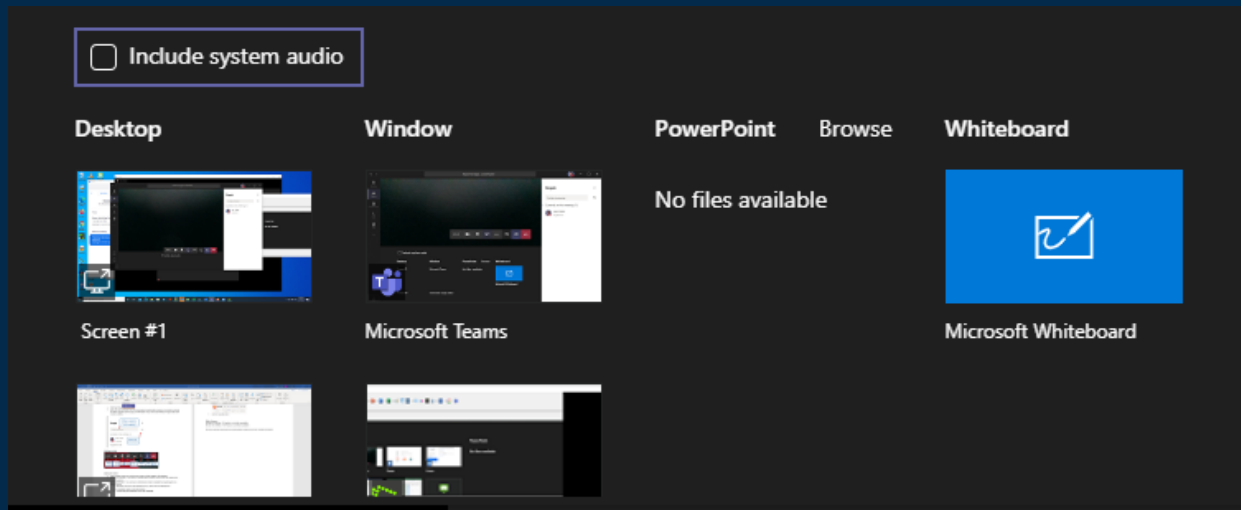 Include system audio
Desktop
Window
PowerPoint
Browse
Whiteboard
No files available
Screen #1
Microsoft Teams
Microsoft Whiteboard